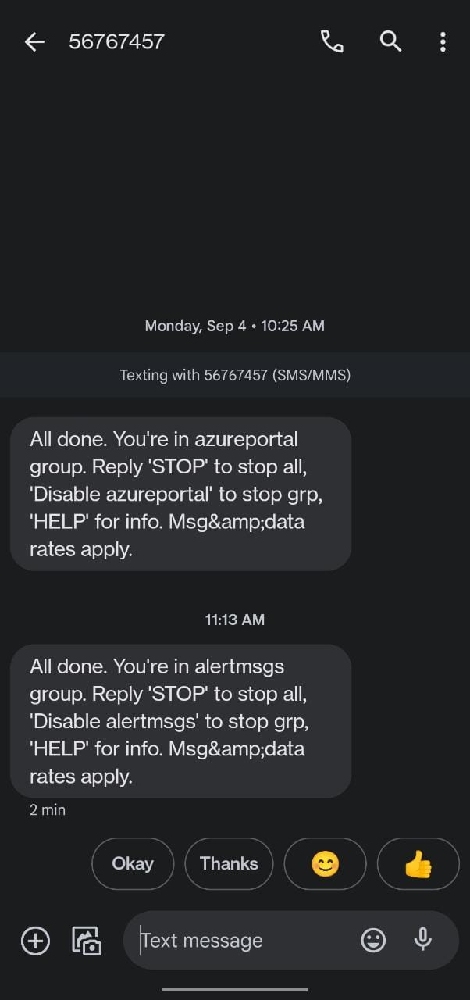 56767457
Monday, Sep 4 • 10:25 AM
Texting with 56767457 (SMS/MMS)
All done. You're in azureportal
group. Reply 'STOP' to stop all,
'Disable azureportal' to stop grp,
'HELP' for info. Msg&amp;data
rates apply.
11:13 AM
All done. You're in alertmsgs
group. Reply 'STOP' to stop all,
'Disable alertmsgs' to stop grp,
'HELP' for info. Msg&amp;data
rates apply.
2 min
Okay Thanks 😊 👍
Text message